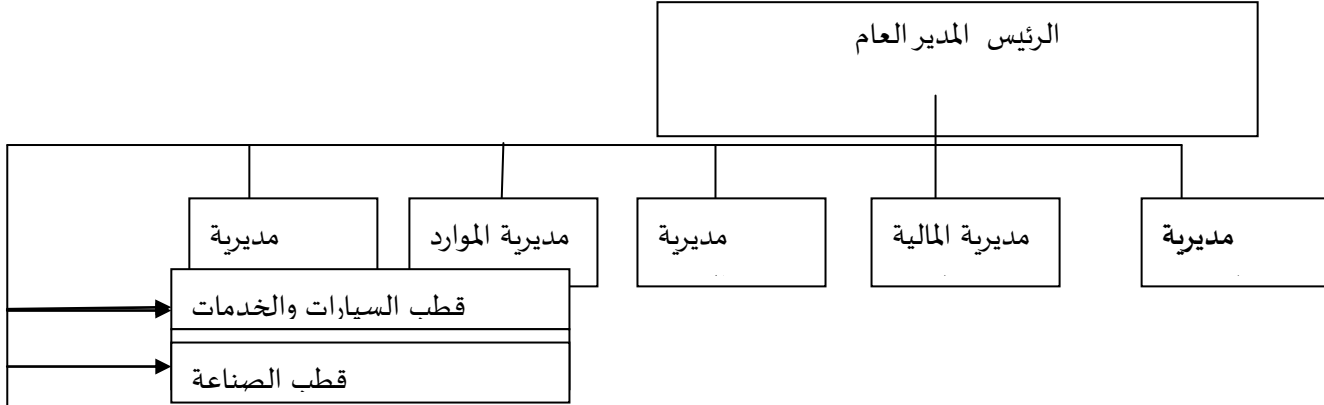 الرئيس المدير العام
مديرية
مديرية المالية
مديرية
مديرية الموارد
مديرية
قطب السيارات والخدمات
قطب الصناعة